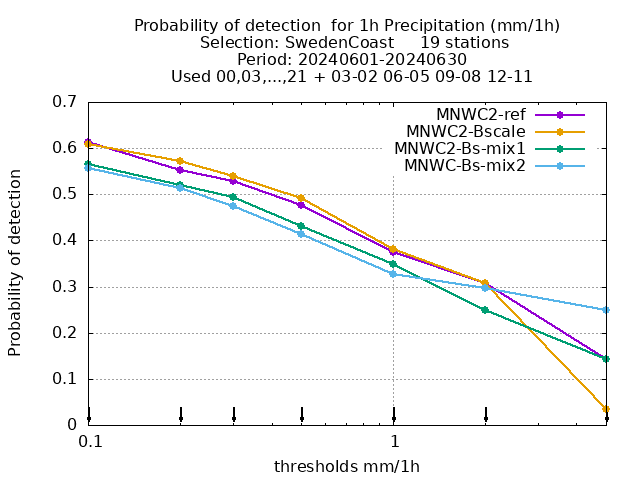 Probability of detection  for 1h Precipitation (mm/1h)
Selection: SwedenCoast     19 stations
Period: 20240601-20240630
Used 00,03,...,21 + 03-02 06-05 09-08 12-11
MNWC2-ref
MNWC2-Bscale
MNWC2-Bs-mix1
MNWC-Bs-mix2
Probability of detection
0.7
0.6
0.5
0.4
0.3
0.2
0.1
0
0.1
1
thresholds mm/1h